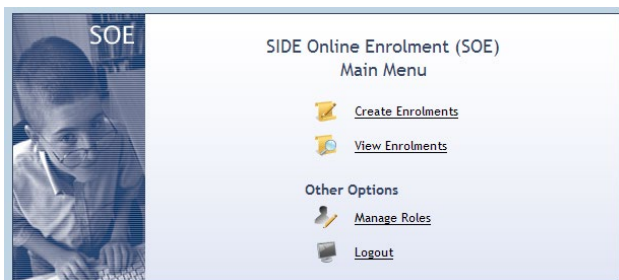 SOE
SIDE Online Enrolment (SOE)
Main Menu
Create Enrolments
View Enrolments
Other Options
Manage Roles
Logout